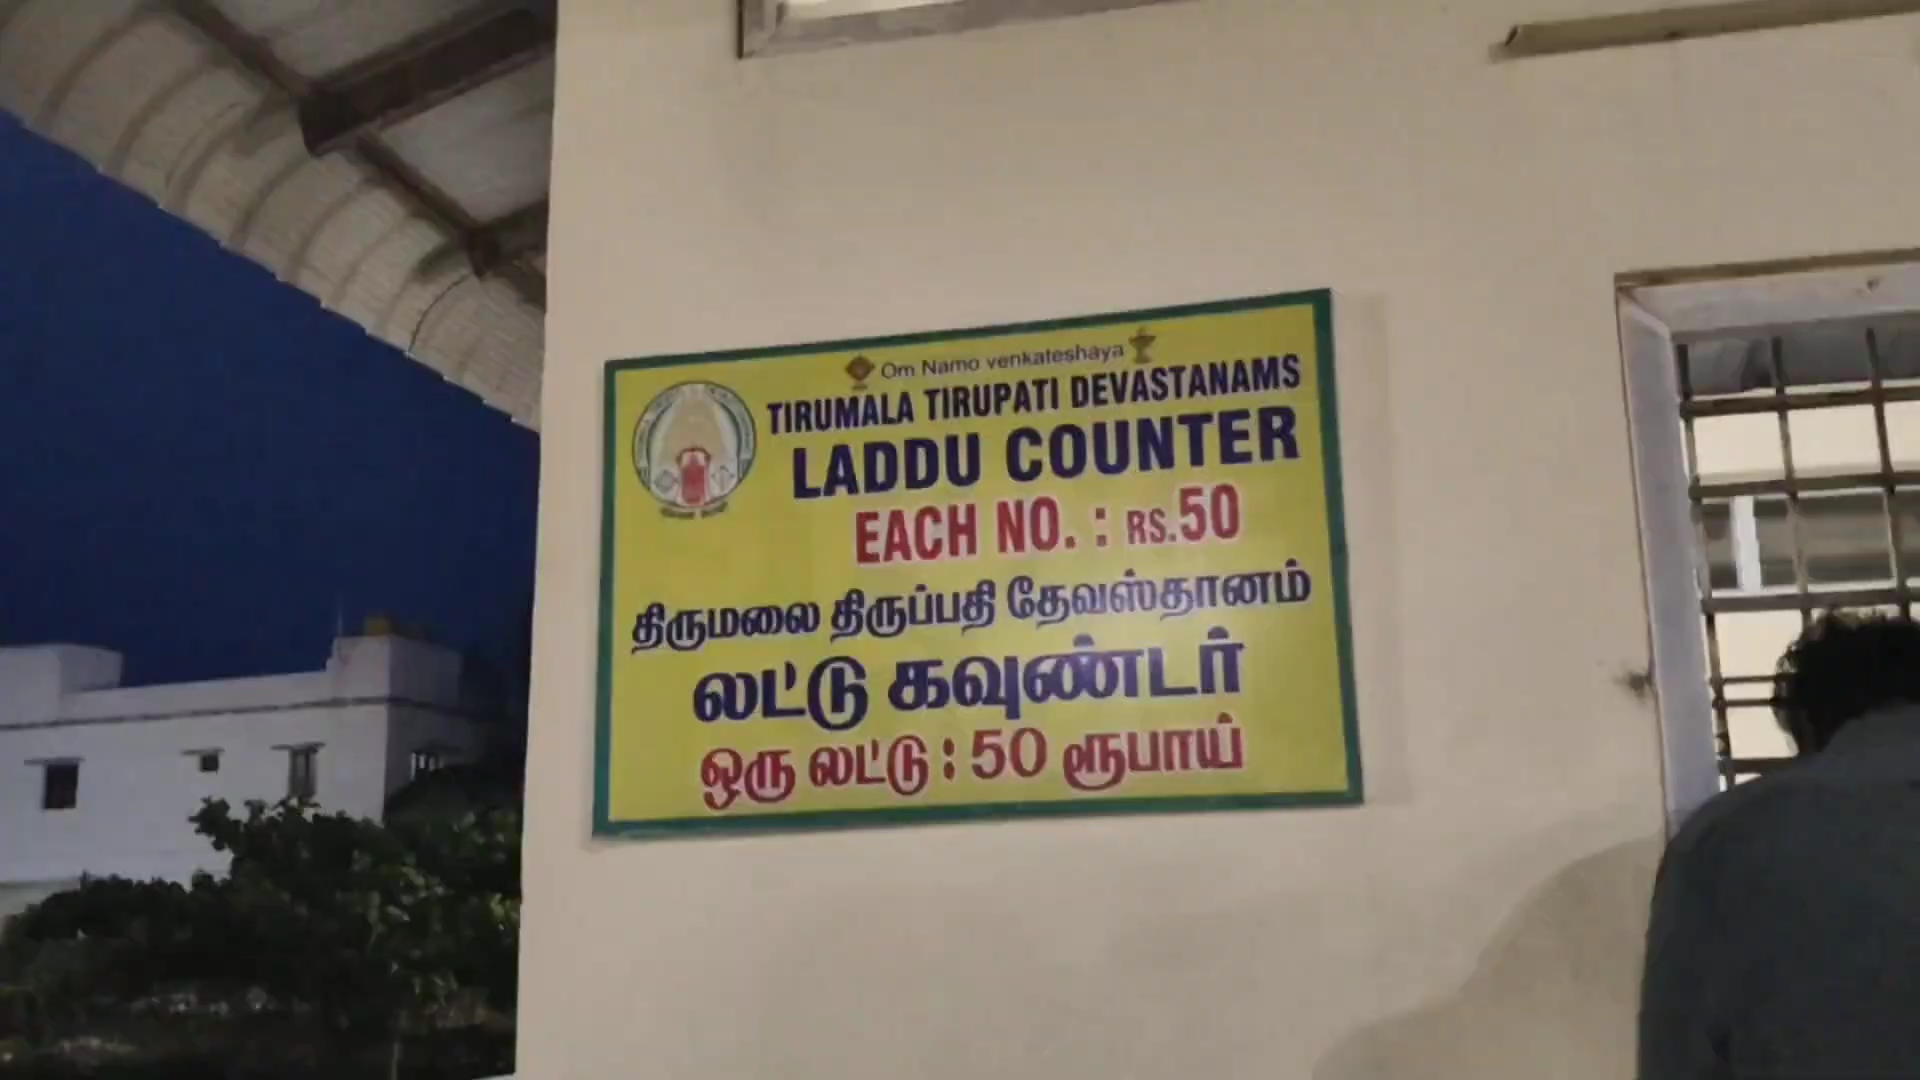 Om Namo venkateshaya
TIRUMALA TIRUPATI DEVASTANAMS
LADDU COUNTER
EACH NO. : RS.50
திருமலை திருப்பதி தேவஸ்தானம்
லட்டு கவுண்டர்
ஒரு லட்டு : 50 ரூபாய்